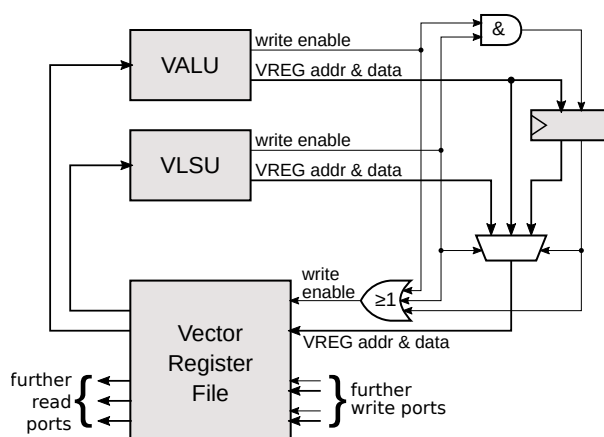 write enable
&
VALU
VREG addr & data
write enable
VLSU
VREG addr & data
write
enable
≥1
Vector
Register
File
VREG addr & data
further
read
ports
further
write ports